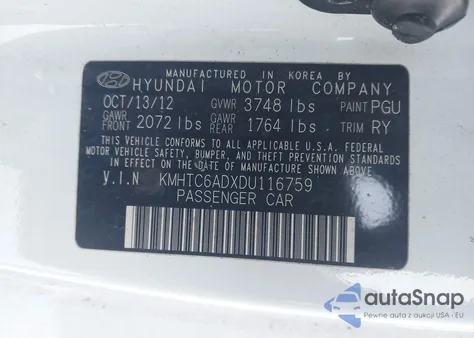 MANUFACTURED IN KOREA BY
HYUNDAI MOTOR COMPANY
OCT/13/12 GVWR 3748 lbs PAINT PGU
GAWR FRONT 2072 lbs GAWR REAR 1764 lbs TRIM RY
THIS VEHICLE CONFORMS TO ALL APPLICABLE U.S.A. FEDERAL
MOTOR VEHICLE SAFETY, BUMPER, AND THEFT PREVENTION
STANDARDS IN EFFECT ON THE DATE OF MANUFACTURE SHOWN ABOVE
V.I.N KMHTC6ADXDU116759
PASSENGER CAR
autoSnap
Pewne auta z aukcji USA i EU